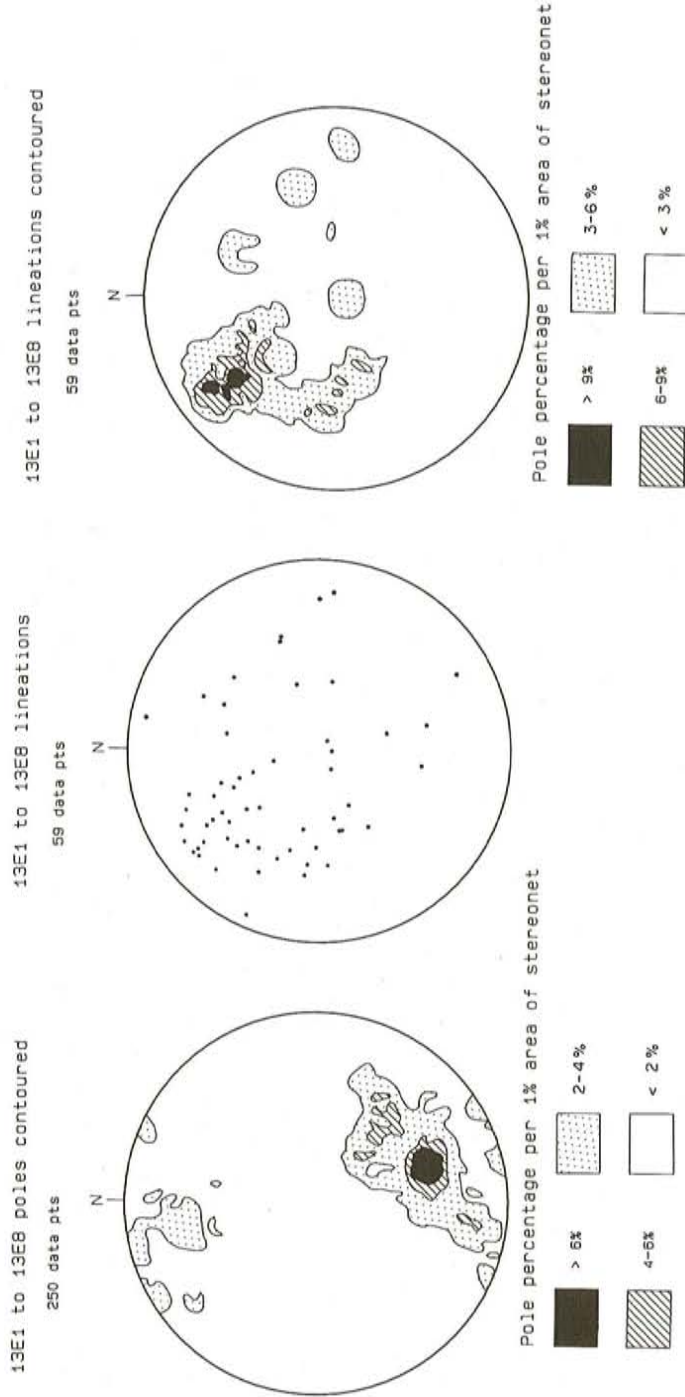 13E1 to 13E8 poles contoured
250 data pts
N
Pole percentage per 1% area of stereonet
> 6%
2-4%
4-6%
< 2%
13E1 to 13E8 lineations
59 data pts
N
13E1 to 13E8 lineations contoured
59 data pts
N
Pole percentage per 1% area of stereonet
> 9%
3-6%
6-9%
< 3%